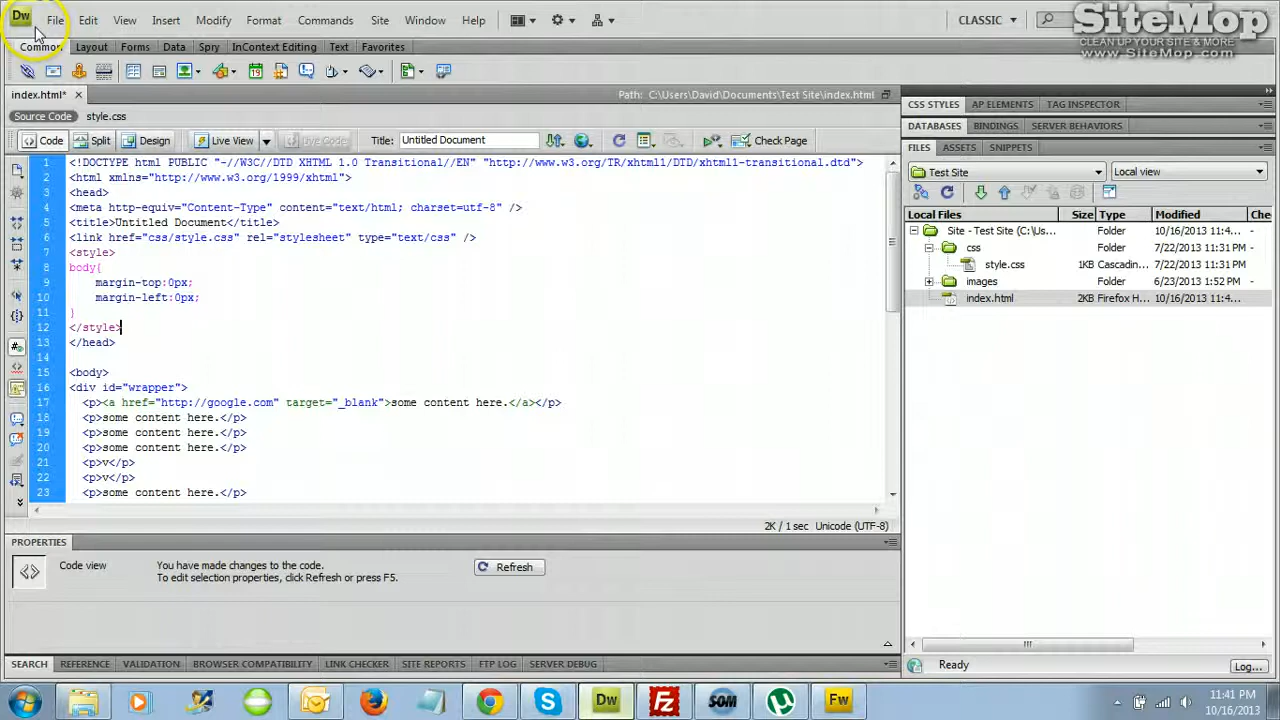 Dw File Edit View Insert Modify Format Commands Site Window Help CLASSIC
SiteMop
CLEAN UP YOUR SITE & MORE
www.SiteMop.com
Common Layout Forms Data Spry InContext Editing Text Favorites
index.html* Path: C:\Users\David\Documents\Test Site\index.html
Source Code style.css
Code Split Design Live View Live Code Title: Untitled Document Check Page
1 <!DOCTYPE html PUBLIC "-//W3C//DTD XHTML 1.0 Transitional//EN" "http://www.w3.org/TR/xhtml1/DTD/xhtml1-transitional.dtd">
2 <html xmlns="http://www.w3.org/1999/xhtml">
3 <head>
4 <meta http-equiv="Content-Type" content="text/html; charset=utf-8" />
5 <title>Untitled Document</title>
6 <link href="css/style.css" rel="stylesheet" type="text/css" />
7 <style>
8 body{
9 margin-top:0px;
10 margin-left:0px;
11 }
12 </style>
13 </head>
14
15 <body>
16 <div id="wrapper">
17 <p><a href="http://google.com" target="_blank">some content here.</a></p>
18 <p>some content here.</p>
19 <p>some content here.</p>
20 <p>some content here.</p>
21 <p>v</p>
22 <p>v</p>
23 <p>some content here.</p>
2K / 1 sec Unicode (UTF-8)
PROPERTIES
Code view You have made changes to the code.
To edit selection properties, click Refresh or press F5.
Refresh
SEARCH REFERENCE VALIDATION BROWSER COMPATIBILITY LINK CHECKER SITE REPORTS FTP LOG SERVER DEBUG
CSS STYLES AP ELEMENTS TAG INSPECTOR
DATABASES BINDINGS SERVER BEHAVIORS
FILES ASSETS SNIPPETS
Test Site Local view
Local Files Size Type Modified Che
Site - Test Site (C:\Us... Folder 10/16/2013 11:4...
css Folder 7/22/2013 11:31 PM
style.css 1KB Cascadin... 7/22/2013 11:31 PM
images Folder 6/23/2013 1:52 PM
index.html 2KB Firefox H... 10/16/2013 11:4...
Ready Log...
Dw Fz SOM Fw
11:41 PM
10/16/2013